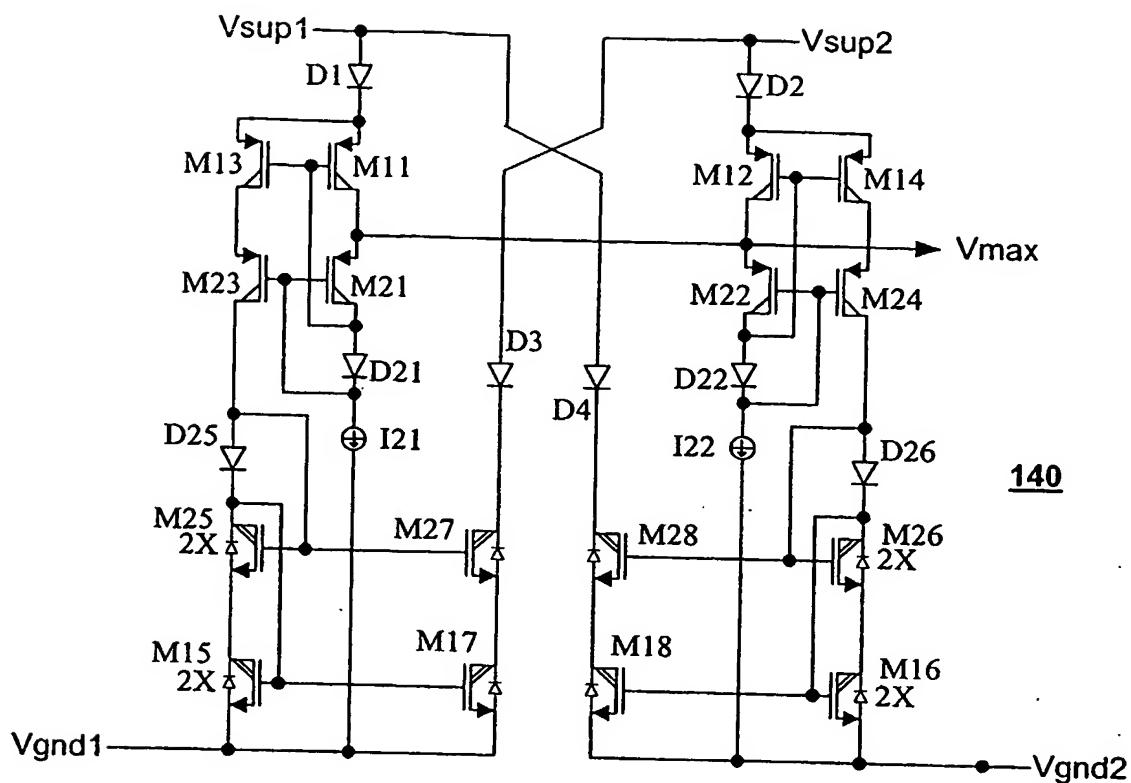 Vsup1
Vsup2
D1
D2
M13
M11
M12
M14
Vmax
M23
M21
M22
M24
D3
D21
D22
D4
D25
I21
I22
D26
140
M25
2X
M27
M28
M26
2X
M15
2X
M17
M18
M16
2X
Vgnd1
Vgnd2